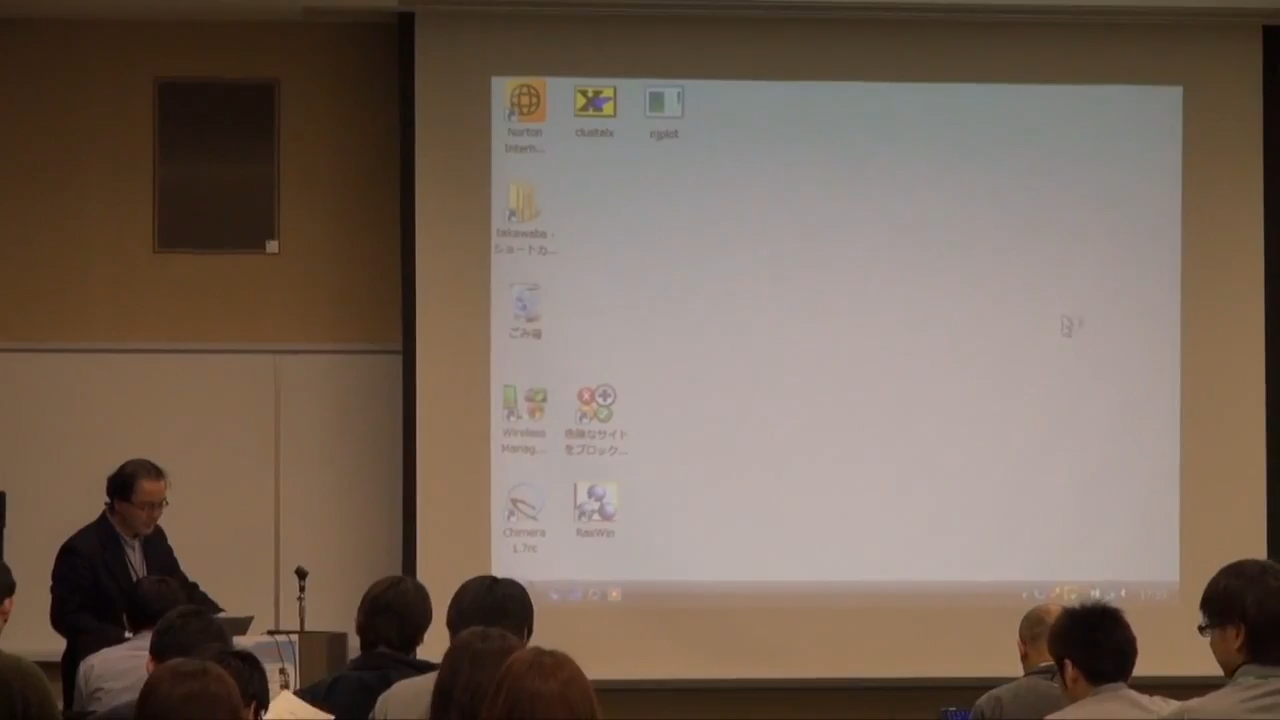 Norton
Intern...
clustalx
njplot
takawaba -
ショートカ...
ごみ箱
Wireless
Manag...
危険なサイト
をブロック...
Chimera
1.7rc
RasWin